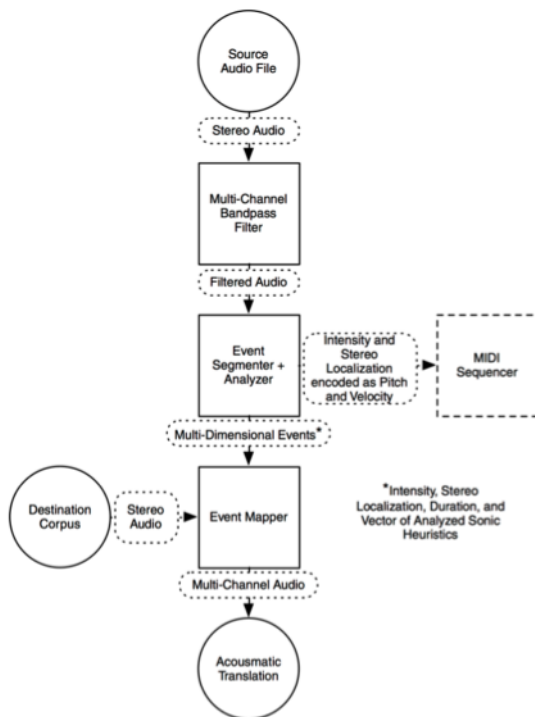 Source
Audio File
Stereo Audio
Multi-Channel
Bandpass
Filter
Filtered Audio
Event
Segmenter +
Analyzer
Intensity and
Stereo
Localization
encoded as Pitch
and Velocity
MIDI
Sequencer
Multi-Dimensional Events*
Destination
Corpus
Stereo
Audio
Event Mapper
*Intensity, Stereo
Localization, Duration, and
Vector of Analyzed Sonic
Heuristics
Multi-Channel Audio
Acousmatic
Translation